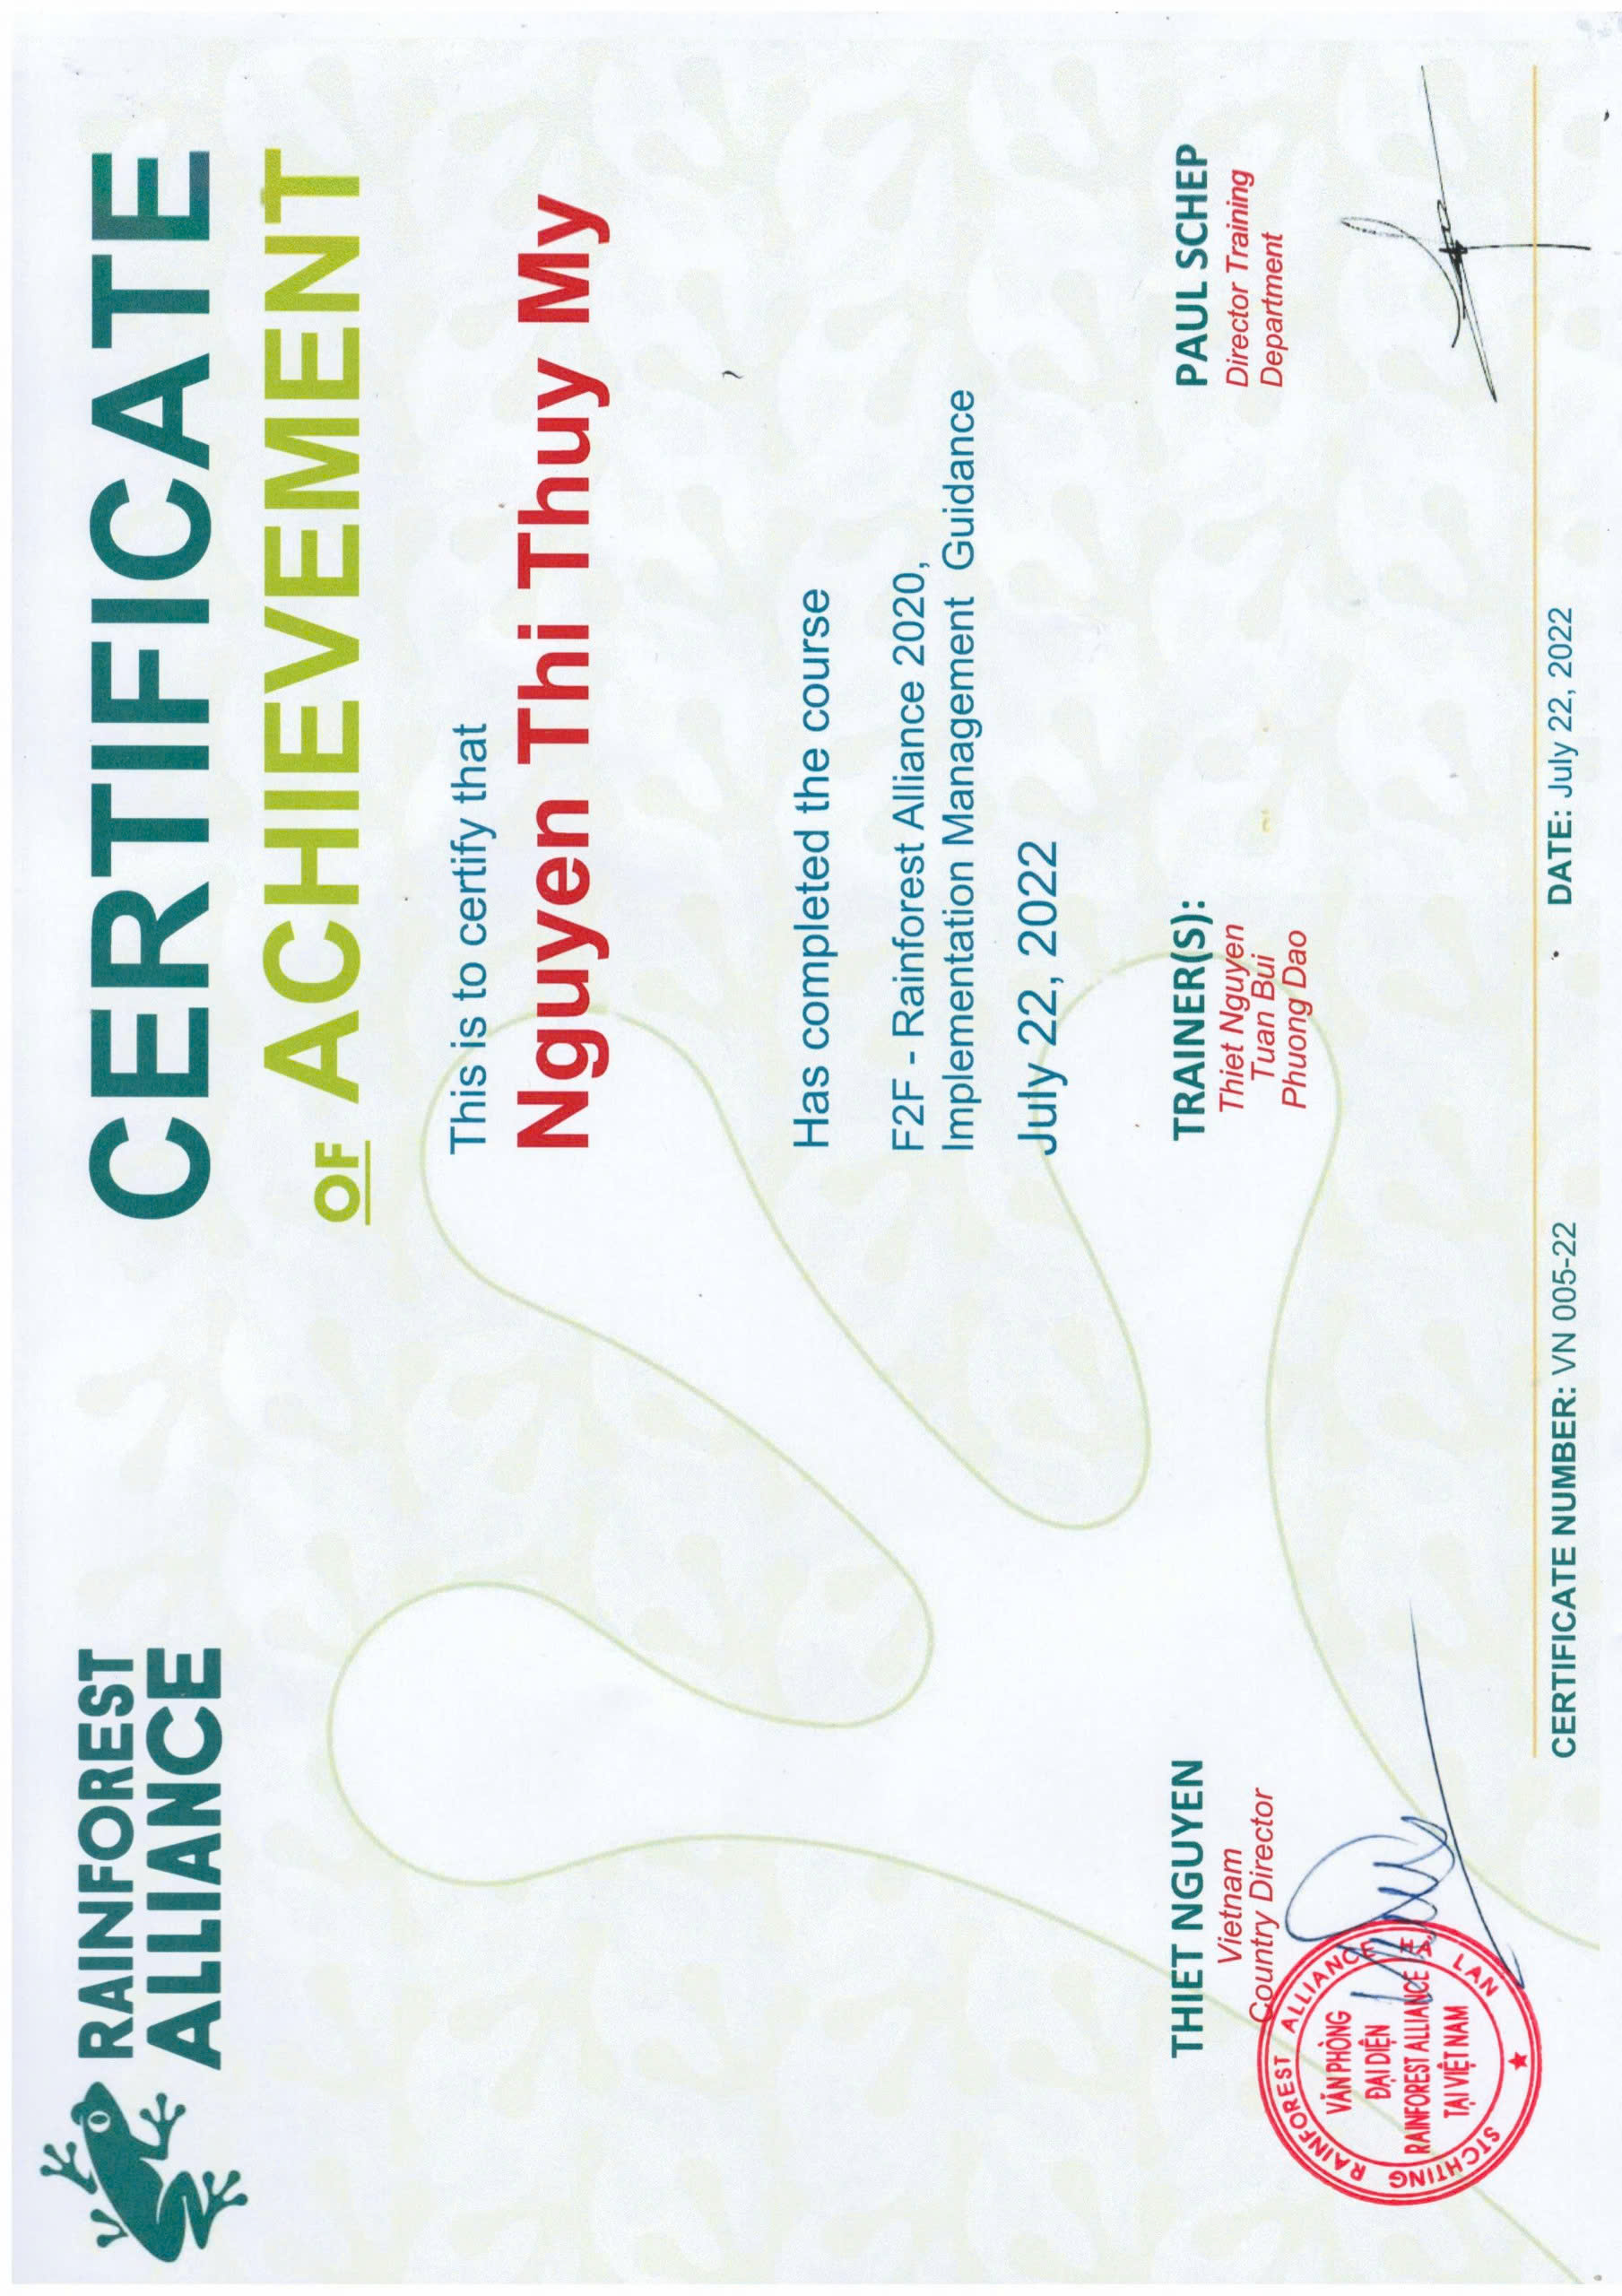 RAINFOREST
ALLIANCE
CERTIFICATE
OF ACHIEVEMENT
This is to certify that
Nguyen Thi Thuy My
Has completed the course
F2F - Rainforest Alliance 2020,
Implementation Management Guidance
July 22, 2022
THIET NGUYEN
Vietnam
Country Director
TRAINER(S):
Thiet Nguyen
Tuan Bui
Phuong Dao
PAUL SCHEP
Director Training
Department
STICHTING RAINFOREST ALLIANCE HÀ LAN
VĂN PHÒNG
ĐẠI DIỆN
RAINFOREST ALLIANCE
TẠI VIỆT NAM
CERTIFICATE NUMBER: VN 005-22
DATE: July 22, 2022